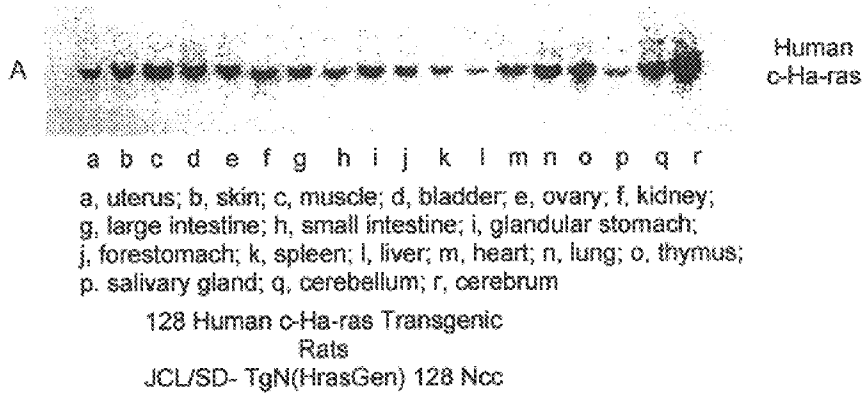 A
Human
c-Ha-ras
a b c d e f g h i j k l m n o p q r
a, uterus; b, skin; c, muscle; d, bladder; e, ovary; f, kidney;
g, large intestine; h, small intestine; i, glandular stomach;
j, forestomach; k, spleen; l, liver; m, heart; n, lung; o, thymus;
p. salivary gland; q, cerebellum; r, cerebrum
128 Human c-Ha-ras Transgenic
Rats
JCL/SD- TgN(HrasGen) 128 Ncc